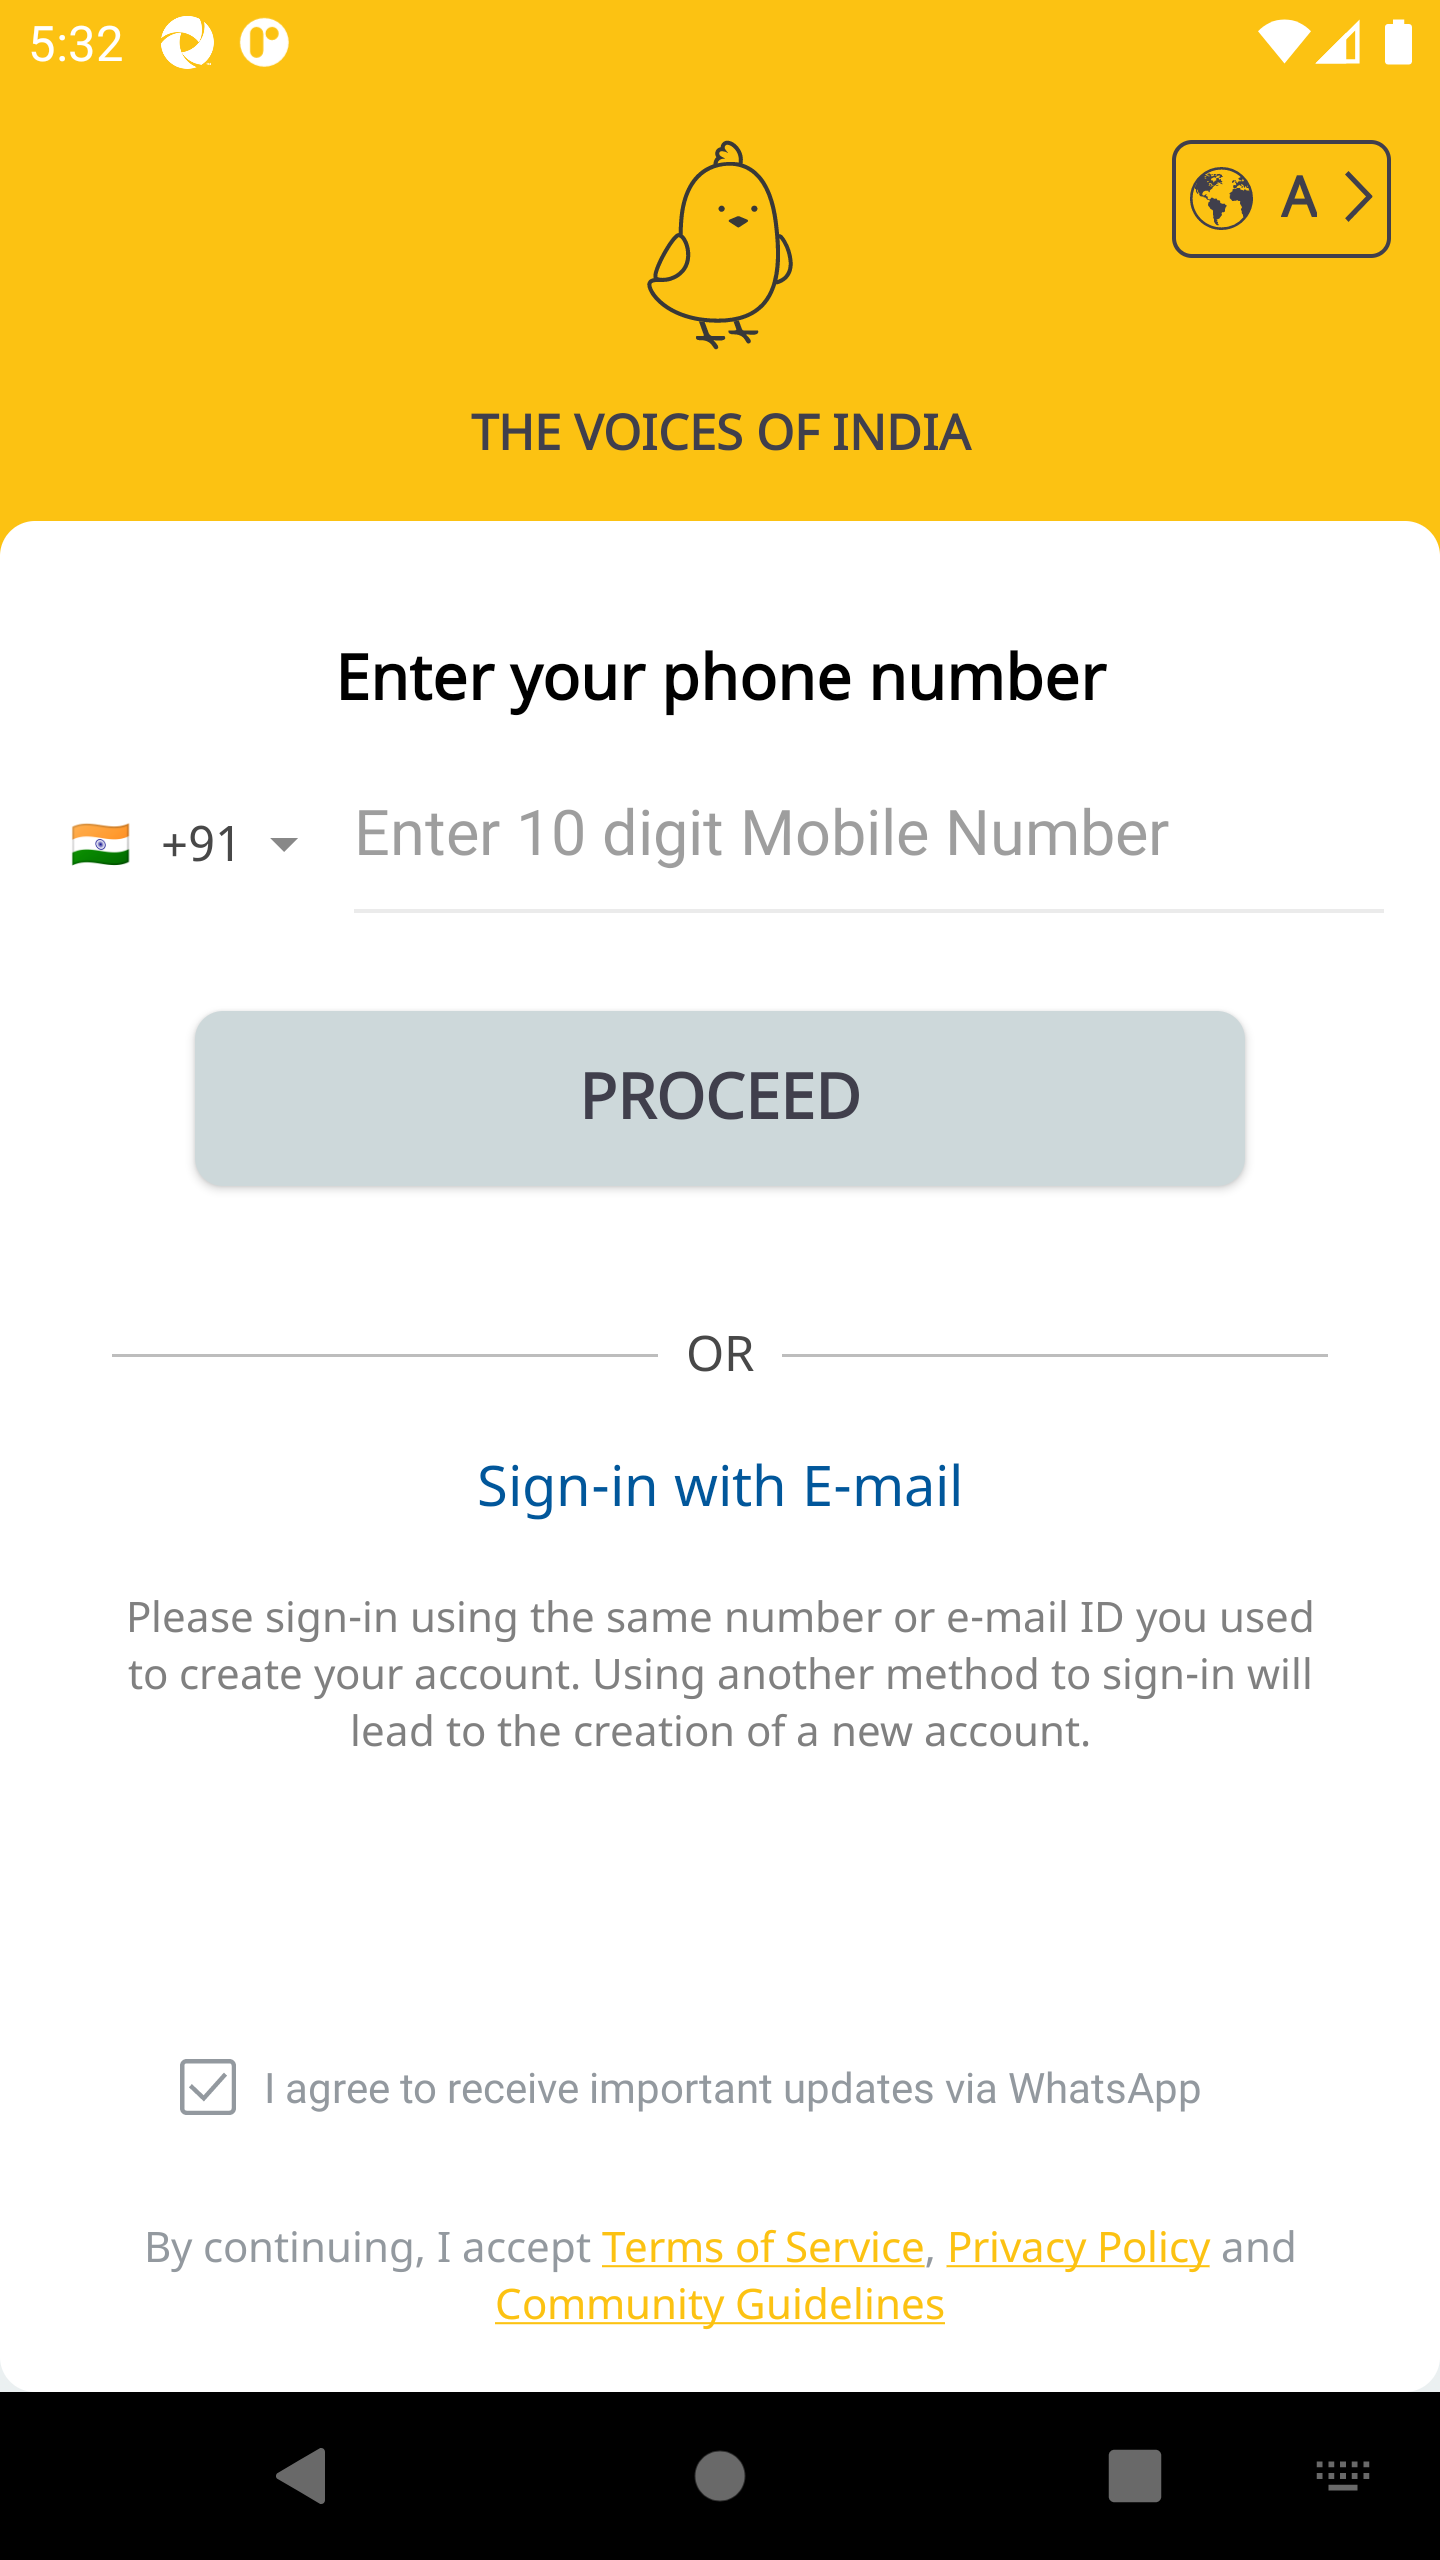 5:32
A
THE VOICES OF INDIA
Enter your phone number
+91
Enter 10 digit Mobile Number
PROCEED
OR
Sign-in with E-mail
Please sign-in using the same number or e-mail ID you used
to create your account. Using another method to sign-in will
lead to the creation of a new account.
I agree to receive important updates via WhatsApp
By continuing, I accept Terms of Service, Privacy Policy and
Community Guidelines